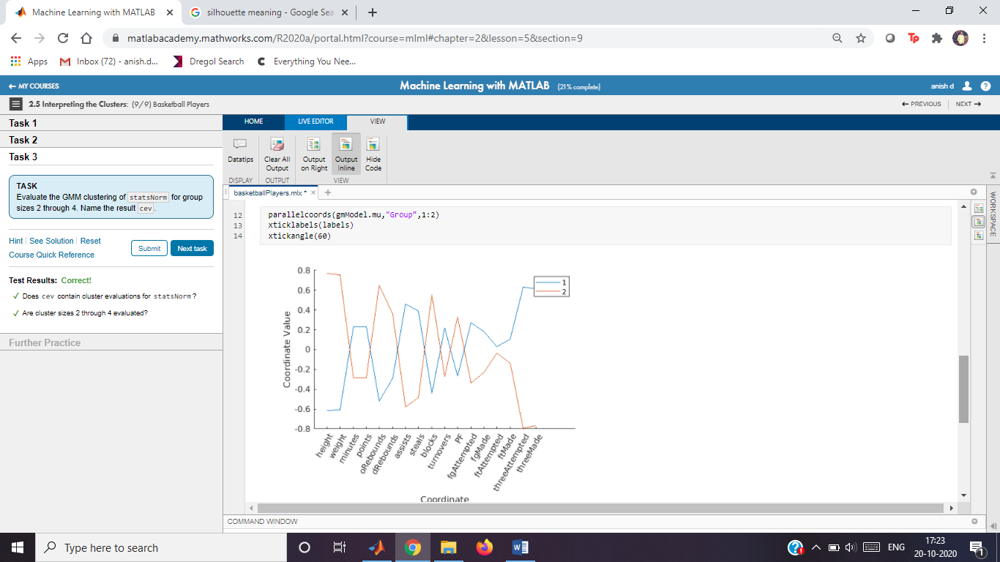 Machine Learning with MATLAB
silhouette meaning - Google Sea
matlabacademy.mathworks.com/R2020a/portal.html?course=mlml#chapter=2&lesson=5&section=9
Apps
Inbox (72) - anish.d...
Dregol Search
Everything You Nee...
← MY COURSES
Machine Learning with MATLAB (21% complete)
anish d
2.5 Interpreting the Clusters: (9/9) Basketball Players
← PREVIOUS
NEXT →
Task 1
Task 2
Task 3
TASK
Evaluate the GMM clustering of statsNorm for group
sizes 2 through 4. Name the result cev.
Hint | See Solution | Reset
Course Quick Reference
Submit
Next task
Test Results: Correct!
✓ Does cev contain cluster evaluations for statsNorm?
✓ Are cluster sizes 2 through 4 evaluated?
Further Practice
HOME
LIVE EDITOR
VIEW
Datatips
Clear All
Output
Output
on Right
Output
Inline
Hide
Code
DISPLAY
OUTPUT
VIEW
basketballPlayers.mlx *
WORKSPACE
12 parallelcoords(gmModel.mu,"Group",1:2)
13 xticklabels(labels)
14 xtickangle(60)
0.8
0.6
0.4
0.2
0
-0.2
-0.4
-0.6
-0.8
Coordinate Value
1
2
height
weight
minutes
points
oRebounds
dRebounds
assists
steals
blocks
turnovers
PF
fgAttempted
fgMade
ftAttempted
ftMade
threeAttempted
threeMade
Coordinate
COMMAND WINDOW
Type here to search
ENG
17:23
20-10-2020
1